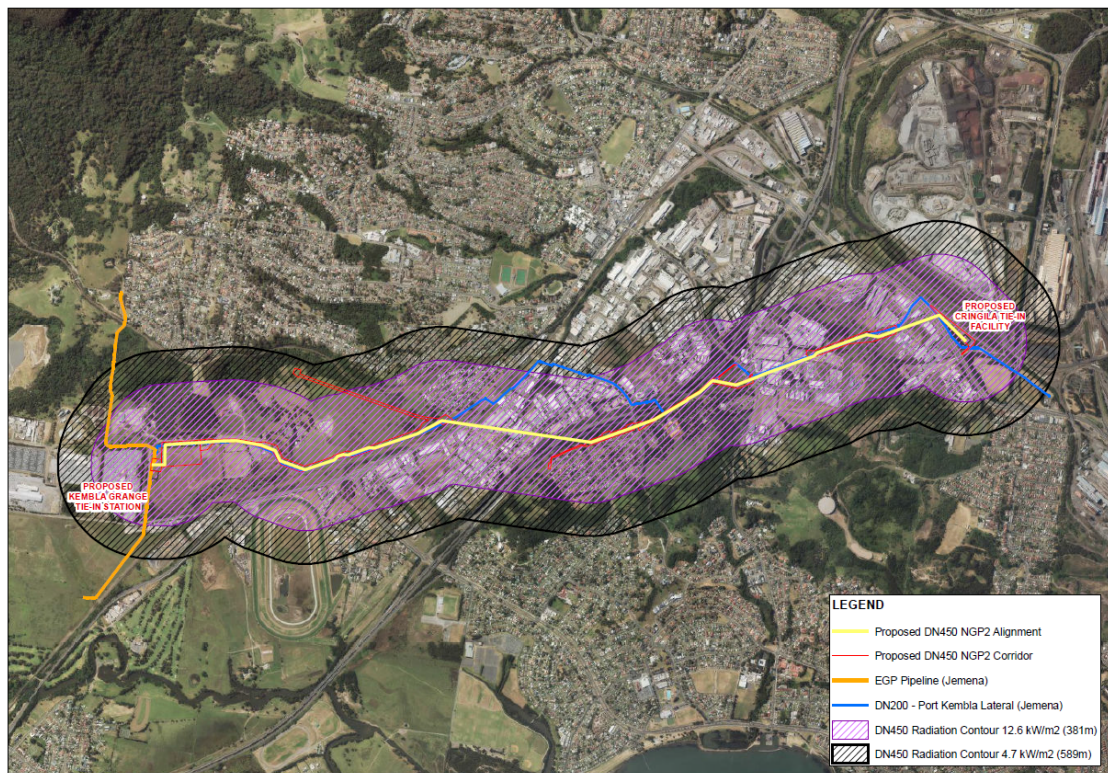 PROPOSED
CRINGILA TIE-IN
FACILITY
PROPOSED
KEMBLA GRANGE
TIE-IN STATION
LEGEND
Proposed DN450 NGP2 Alignment
Proposed DN450 NGP2 Corridor
EGP Pipeline (Jemena)
DN200 - Port Kembla Lateral (Jemena)
DN450 Radiation Contour 12.6 kW/m2 (381m)
DN450 Radiation Contour 4.7 kW/m2 (589m)